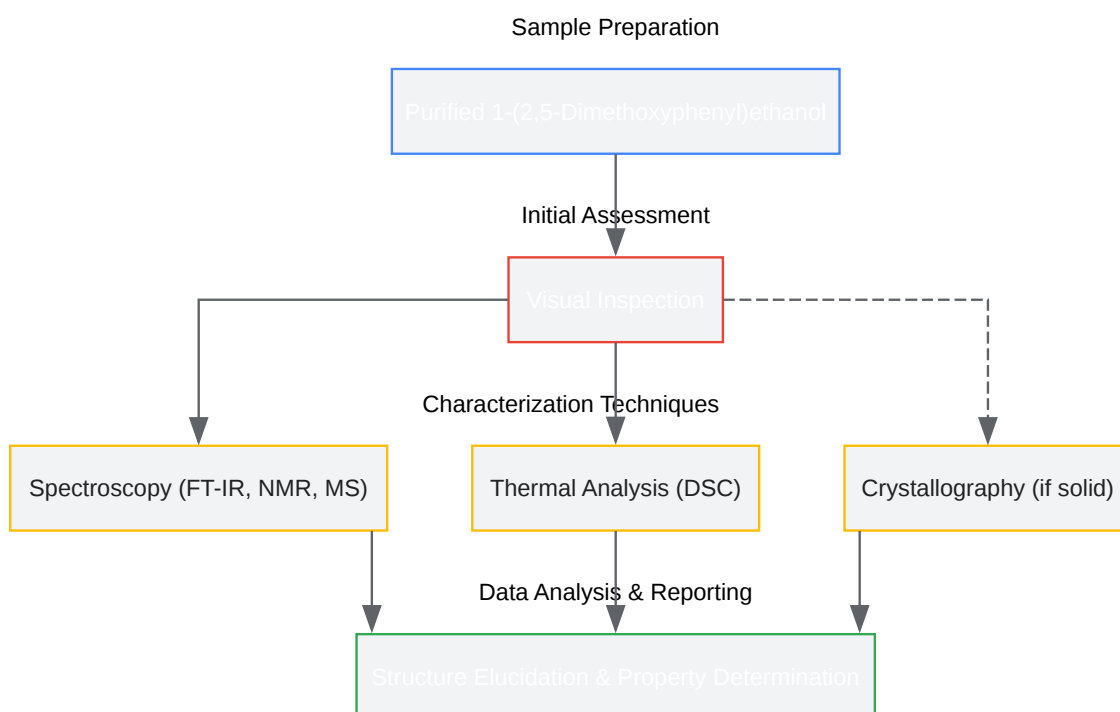 Sample Preparation
Purified 1-(2,5-Dimethoxyphenyl)ethanol
Initial Assessment
Visual Inspection
Characterization Techniques
Spectroscopy (FT-IR, NMR, MS)
Thermal Analysis (DSC)
Crystallography (if solid)
Data Analysis & Reporting
Structure Elucidation & Property Determination